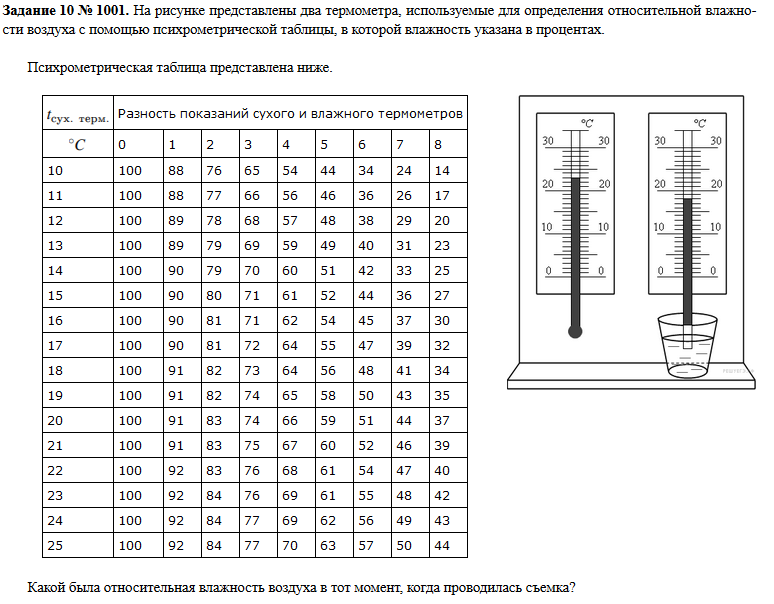 Задание 10 № 1001. На рисунке представлены два термометра, используемые для определения относительной влажно-
сти воздуха с помощью психрометрической таблицы, в которой влажность указана в процентах.
Психрометрическая таблица представлена ниже.
tсух. терм. Разность показаний сухого и влажного термометров
°C 0 1 2 3 4 5 6 7 8
10 100 88 76 65 54 44 34 24 14
11 100 88 77 66 56 46 36 26 17
12 100 89 78 68 57 48 38 29 20
13 100 89 79 69 59 49 40 31 23
14 100 90 79 70 60 51 42 33 25
15 100 90 80 71 61 52 44 36 27
16 100 90 81 71 62 54 45 37 30
17 100 90 81 72 64 55 47 39 32
18 100 91 82 73 64 56 48 41 34
19 100 91 82 74 65 58 50 43 35
20 100 91 83 74 66 59 51 44 37
21 100 91 83 75 67 60 52 46 39
22 100 92 83 76 68 61 54 47 40
23 100 92 84 76 69 61 55 48 42
24 100 92 84 77 69 62 56 49 43
25 100 92 84 77 70 63 57 50 44
°C °C
30 30 30 30
20 20 20 20
10 10 10 10
0 0 0 0
Какой была относительная влажность воздуха в тот момент, когда проводилась съемка?